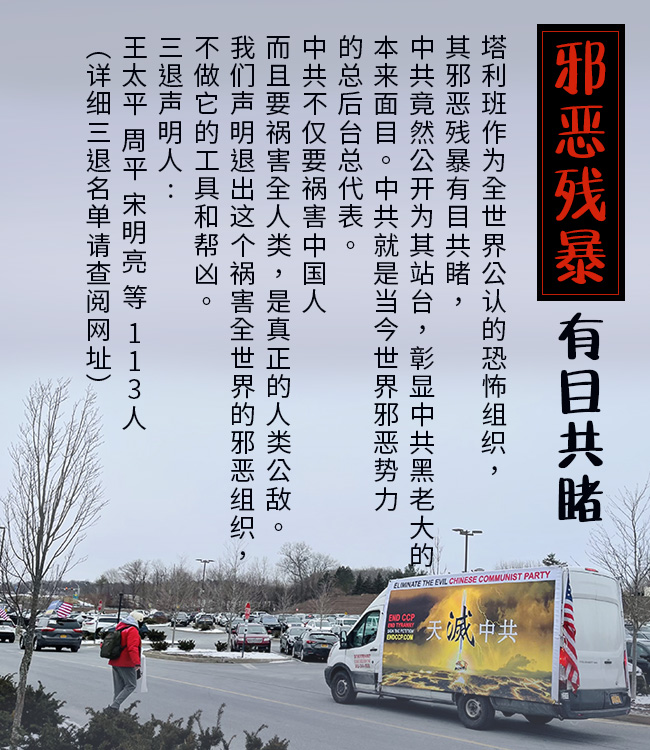 邪恶残暴
有目共睹
塔利班作为全世界公认的恐怖组织，
其邪恶残暴有目共睹，
中共竟然公开为其站台，彰显中共黑老大的
本来面目。中共就是当今世界邪恶势力
的总后台总代表。
中共不仅要祸害中国人
而且要祸害全人类，是真正的人类公敌。
我们声明退出这个祸害全世界的邪恶组织，
不做它的工具和帮凶。
三退声明人：
王太平 周平 宋明亮 等 113人
（详细三退名单请查阅网址）
ELIMINATE THE EVIL CHINESE COMMUNIST PARTY
END CCP
END TYRANNY
SIGN THE PETITION
ENDCCP.COM
天滅中共